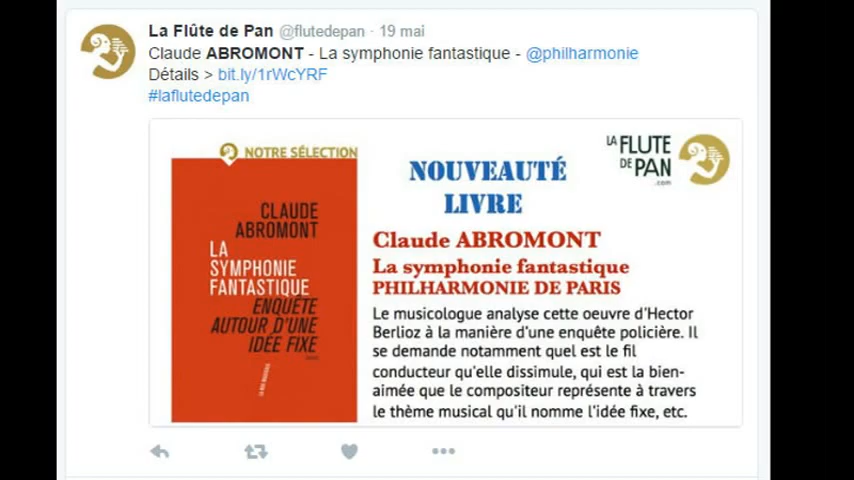 La Flûte de Pan @flutedepan · 19 mai
Claude ABROMONT - La symphonie fantastique - @philharmonie
Détails > bit.ly/1rWcYRF
#laflutedepan
NOTRE SÉLECTION
CLAUDE
ABROMONT
LA
SYMPHONIE
FANTASTIQUE
ENQUÊTE
AUTOUR D'UNE
IDÉE FIXE
NOUVEAUTÉ
LIVRE
LA FLUTE
DE PAN
.com
Claude ABROMONT
La symphonie fantastique
PHILHARMONIE DE PARIS
Le musicologue analyse cette oeuvre d'Hector
Berlioz à la manière d'une enquête policière. Il
se demande notamment quel est le fil
conducteur qu'elle dissimule, qui est la bien-
aimée que le compositeur représente à travers
le thème musical qu'il nomme l'idée fixe, etc.